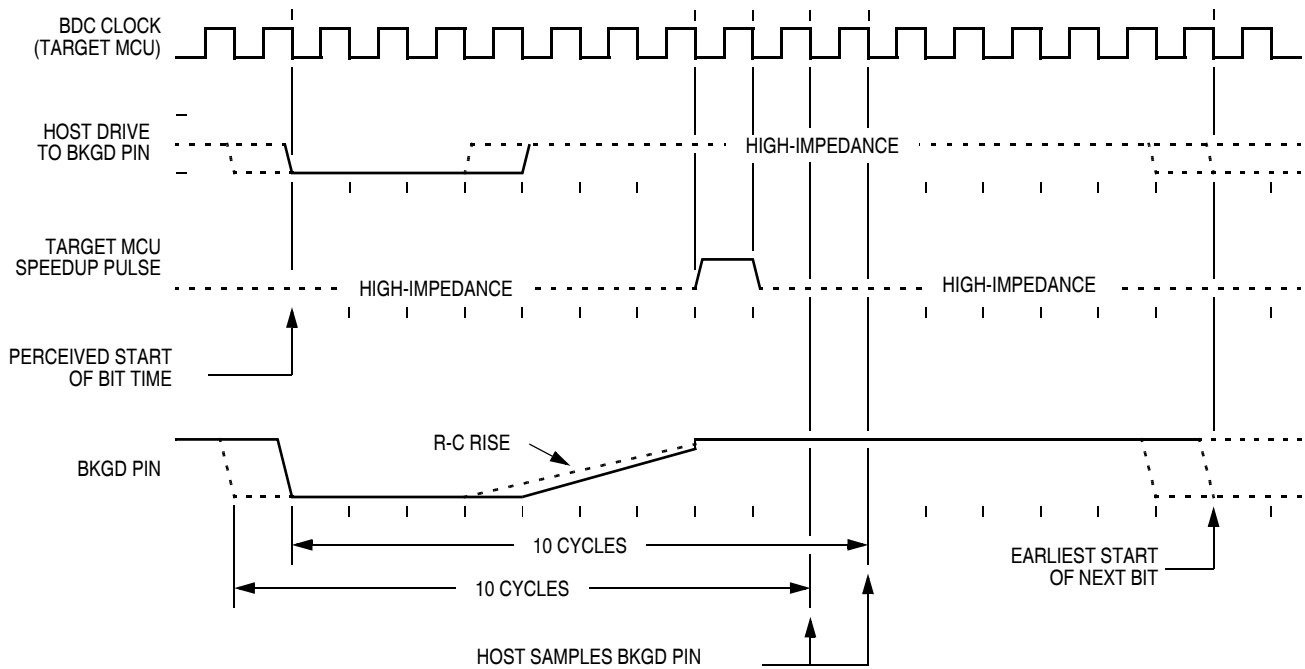 BDC CLOCK
(TARGET MCU)
HOST DRIVE
TO BKGD PIN
HIGH-IMPEDANCE
TARGET MCU
SPEEDUP PULSE
HIGH-IMPEDANCE
HIGH-IMPEDANCE
PERCEIVED START
OF BIT TIME
R-C RISE
BKGD PIN
10 CYCLES
EARLIEST START
OF NEXT BIT
10 CYCLES
HOST SAMPLES BKGD PIN